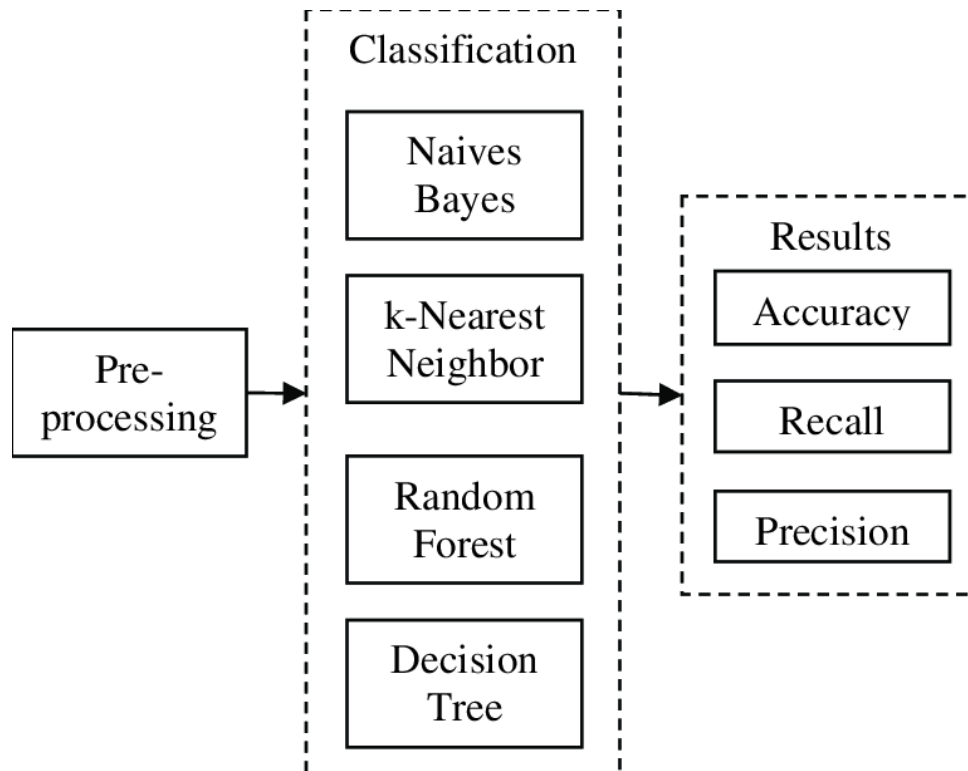 Pre-
processing
Classification
Naives
Bayes
k-Nearest
Neighbor
Random
Forest
Decision
Tree
Results
Accuracy
Recall
Precision